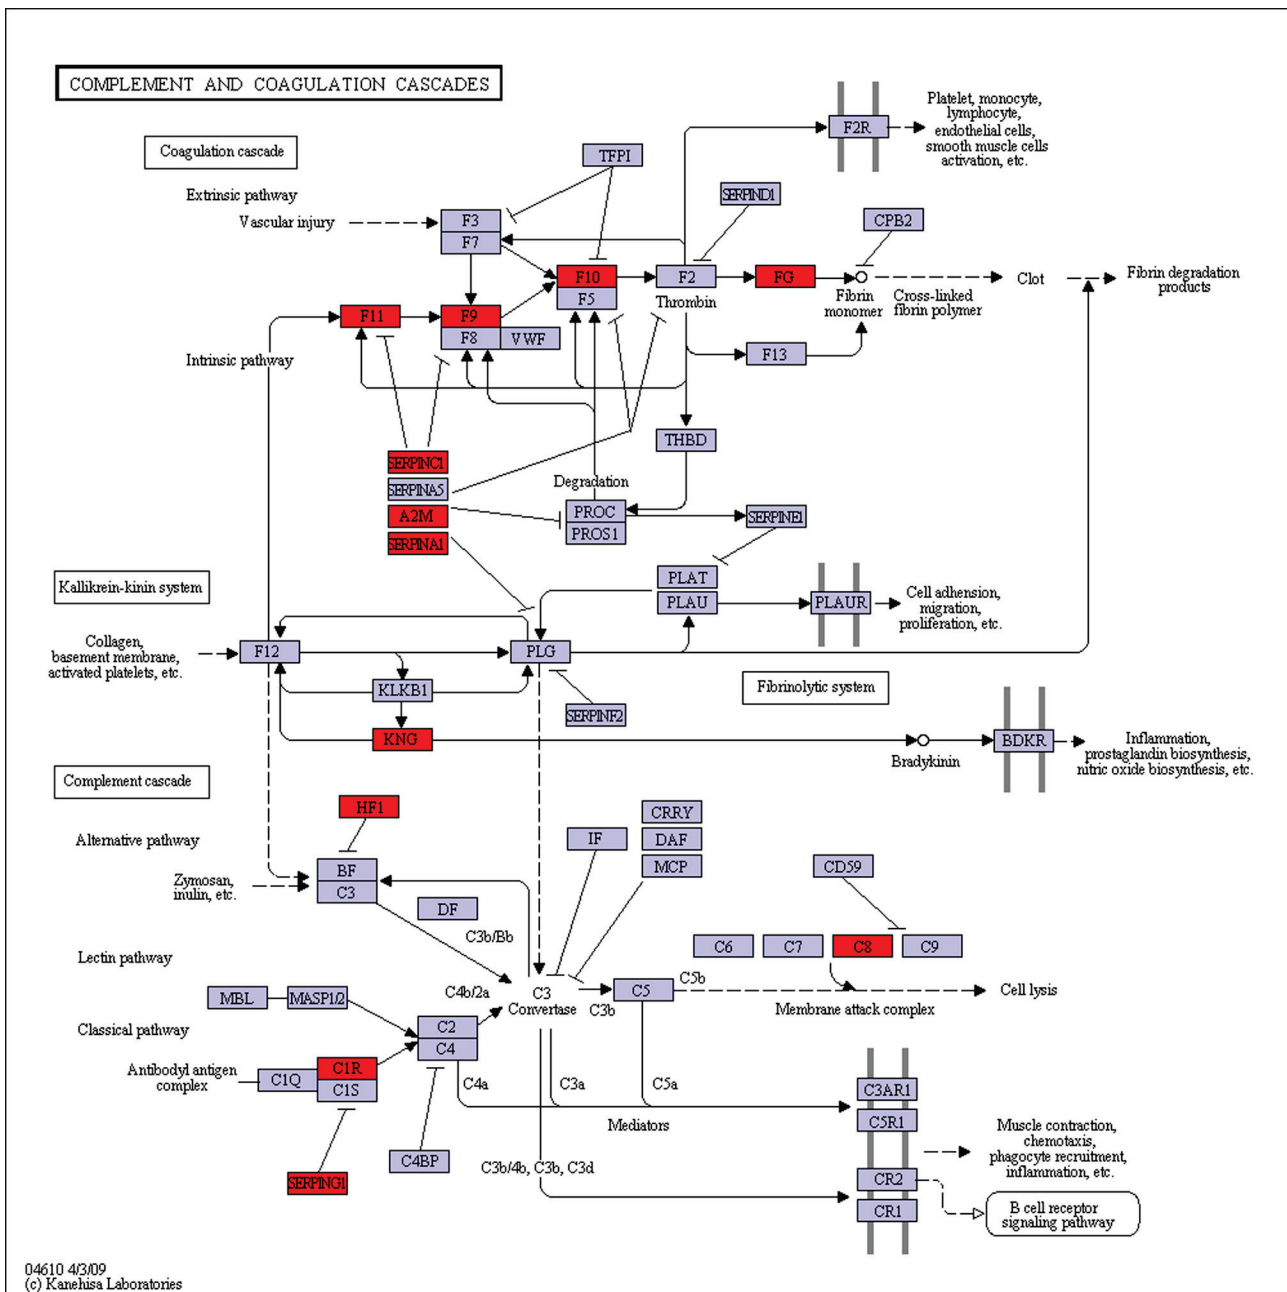 COMPLEMENT AND COAGULATION CASCADES
Platelet, monocyte,
lymphocyte,
endothelial cells,
smooth muscle cells
activation, etc.
F2R
Coagulation cascade
TFPI
Extrinsic pathway
SERPIND1
Vascular injury
F3
F7
CPB2
F10
F5
F2
Thrombin
FG
Fibrin
monomer
Cross-linked
fibrin polymer
Clot
Fibrin degradation
products
F11
F9
F8
VWF
F13
Intrinsic pathway
THBD
SERPINC1
SERPINA5
A2M
SERPINA1
Degradation
PROC
PROS1
SERPINE1
PLAT
PLAU
PLAUR
Cell adhension,
migration,
proliferation, etc.
Kallikrein-kinin system
Collagen,
basement membrane,
activated platelets, etc.
F12
PLG
KLKB1
Fibrinolytic system
SERPINF2
KNG
Bradykinin
BDKR
Inflammation,
prostaglandin biosynthesis,
nitric oxide biosynthesis, etc.
Complement cascade
HF1
CRRY
IF
DAF
MCP
Alternative pathway
CD59
Zymosan,
inulin, etc.
BF
C3
DF
C3b/Bb
C6
C7
C8
C9
Lectin pathway
C4b/2a
C3
Convertase
C3b
C5
C5b
Membrane attack complex
Cell lysis
MBL
MASP1/2
Classical pathway
C2
C4
Antibodyl antigen
complex
C1Q
C1R
C1S
C4a
C3a
C5a
C3AR1
C5R1
Mediators
Muscle contraction,
chemotaxis,
phagocyte recruitment,
inflammation, etc.
C4BP
SERPING1
C3b/4b, C3b, C3d
CR2
CR1
B cell receptor
signaling pathway
04610 4/3/09
(c) Kanehisa Laboratories